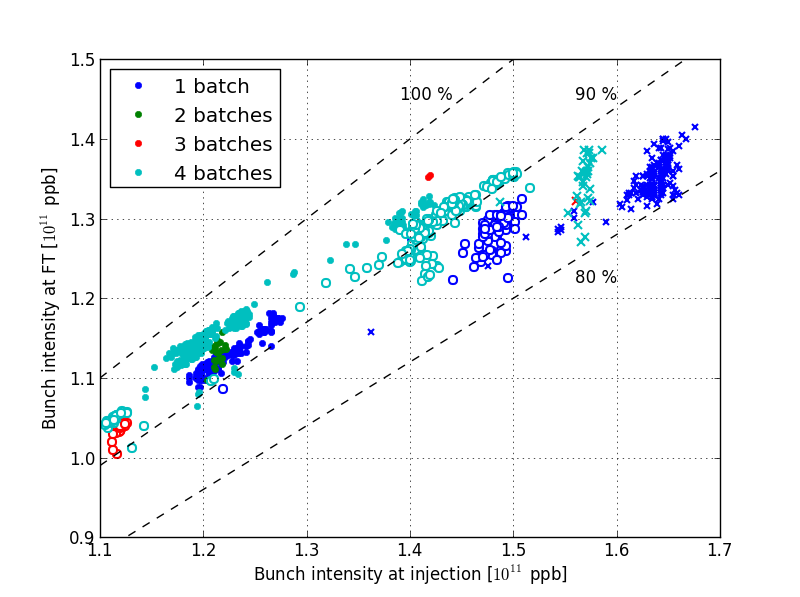 1.5
1.4
1.3
1.2
1.1
1.0
0.9
Bunch intensity at FT [10¹¹ ppb]
1 batch
2 batches
3 batches
4 batches
100 %
90 %
80 %
1.1 1.2 1.3 1.4 1.5 1.6 1.7
Bunch intensity at injection [10¹¹ ppb]